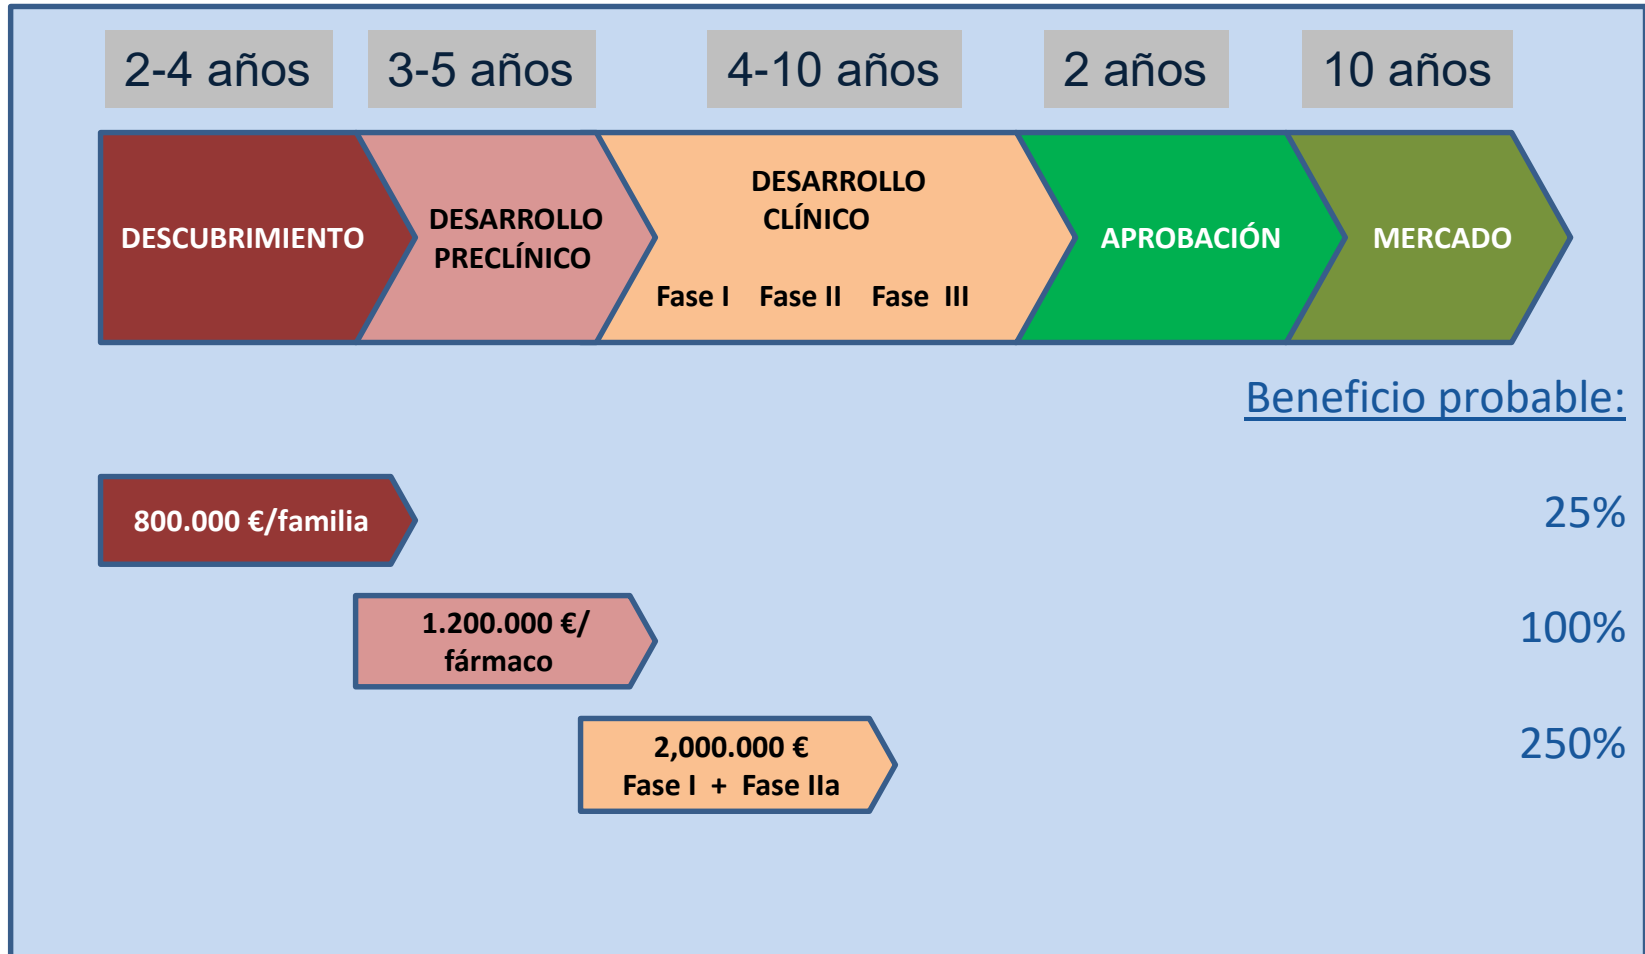 2-4 años
3-5 años
4-10 años
2 años
10 años
DESCUBRIMIENTO
DESARROLLO
PRECLÍNICO
DESARROLLO
CLÍNICO
Fase I Fase II Fase III
APROBACIÓN
MERCADO
Beneficio probable:
800.000 €/familia
25%
1.200.000 €/
fármaco
100%
2,000.000 €
Fase I + Fase IIa
250%